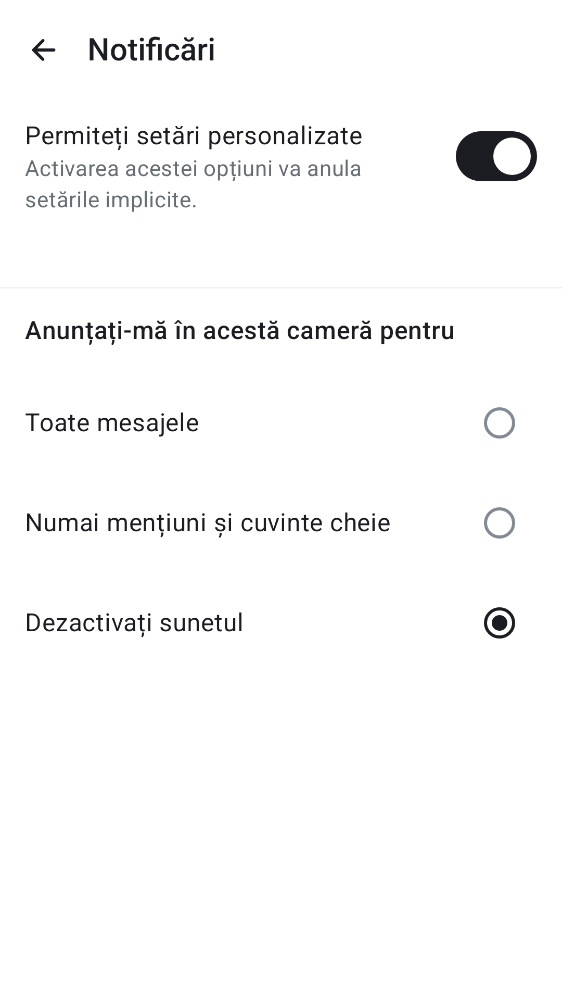 Notificări
Permiteți setări personalizate
Activarea acestei opțiuni va anula
setările implicite.
Anunțați-mă în acestă cameră pentru
Toate mesajele
Numai mențiuni și cuvinte cheie
Dezactivați sunetul